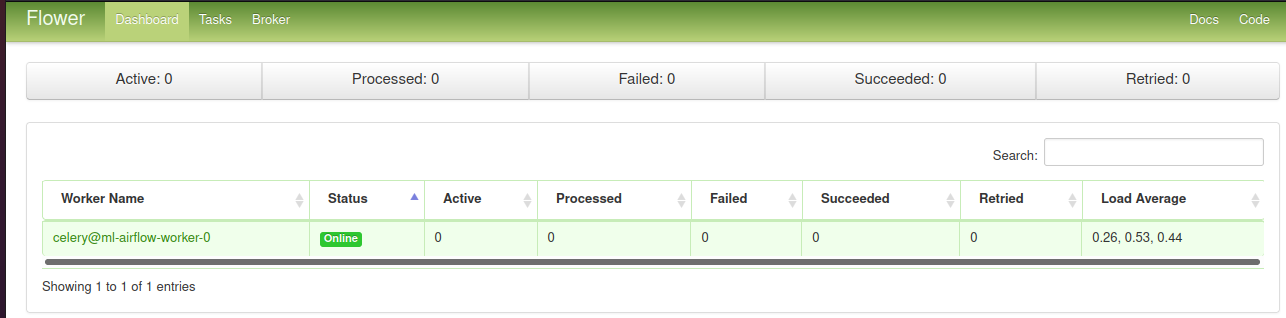 Flower Dashboard Tasks Broker Docs Code
Active: 0 Processed: 0 Failed: 0 Succeeded: 0 Retried: 0
Search:
Worker Name Status Active Processed Failed Succeeded Retried Load Average
celery@ml-airflow-worker-0 Online 0 0 0 0 0 0.26, 0.53, 0.44
Showing 1 to 1 of 1 entries